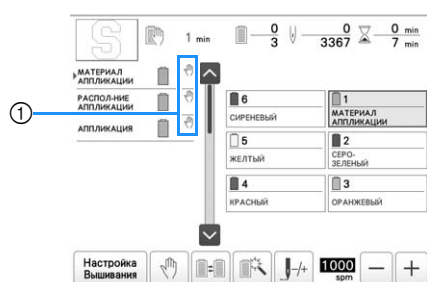 S
1 min
0
3
0
3367
0 min
7 min
МАТЕРИАЛ
АППЛИКАЦИИ
РАСПОЛ-НИЕ
АППЛИКАЦИИ
АППЛИКАЦИЯ
1
6
СИРЕНЕВЫЙ
1
МАТЕРИАЛ
АППЛИКАЦИИ
5
ЖЕЛТЫЙ
2
СЕРО-
ЗЕЛЕНЫЙ
4
КРАСНЫЙ
3
ОРАНЖЕВЫЙ
Настройка
Вышивания
-/+
1000
spm
− +